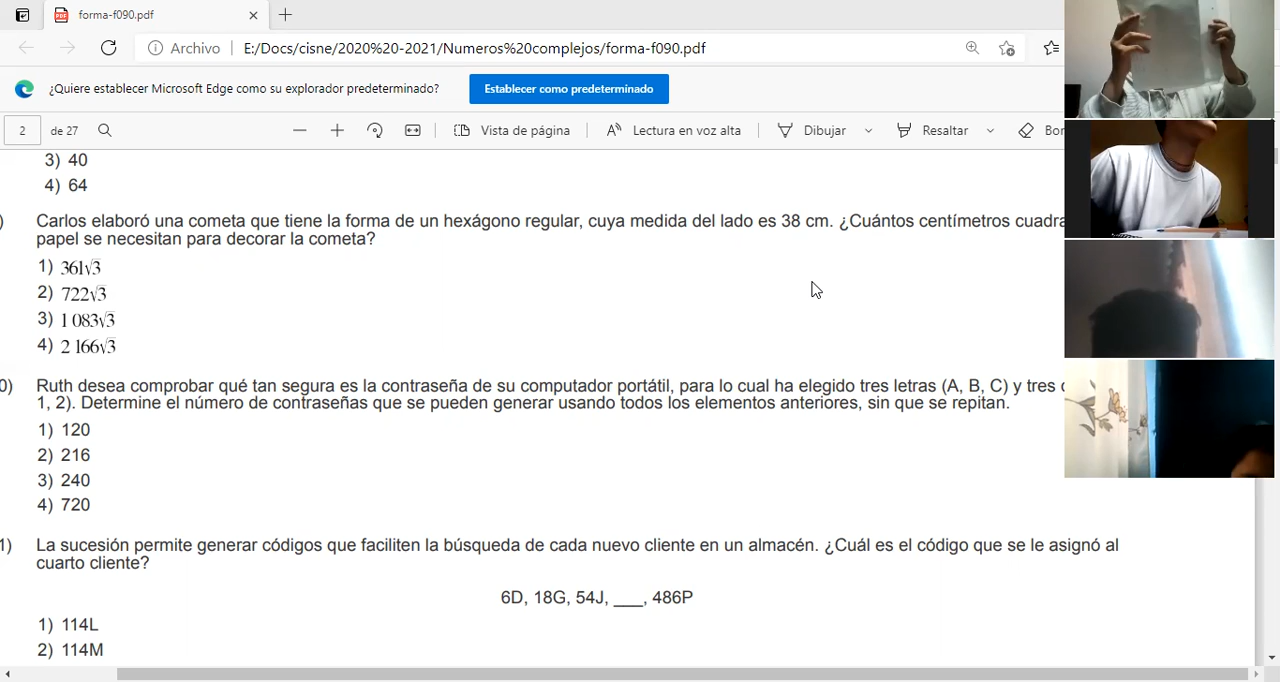 forma-f090.pdf
Archivo E:/Docs/cisne/2020%20-2021/Numeros%20complejos/forma-f090.pdf
¿Quiere establecer Microsoft Edge como su explorador predeterminado? Establecer como predeterminado
2 de 27 Vista de página Lectura en voz alta Dibujar Resaltar Bor
3) 40
4) 64
) Carlos elaboró una cometa que tiene la forma de un hexágono regular, cuya medida del lado es 38 cm. ¿Cuántos centímetros cuadra
papel se necesitan para decorar la cometa?
1) 361√3
2) 722√3
3) 1 083√3
4) 2 166√3
0) Ruth desea comprobar qué tan segura es la contraseña de su computador portátil, para lo cual ha elegido tres letras (A, B, C) y tres
1, 2). Determine el número de contraseñas que se pueden generar usando todos los elementos anteriores, sin que se repitan.
1) 120
2) 216
3) 240
4) 720
1) La sucesión permite generar códigos que faciliten la búsqueda de cada nuevo cliente en un almacén. ¿Cuál es el código que se le asignó al
cuarto cliente?
6D, 18G, 54J, ___, 486P
1) 114L
2) 114M